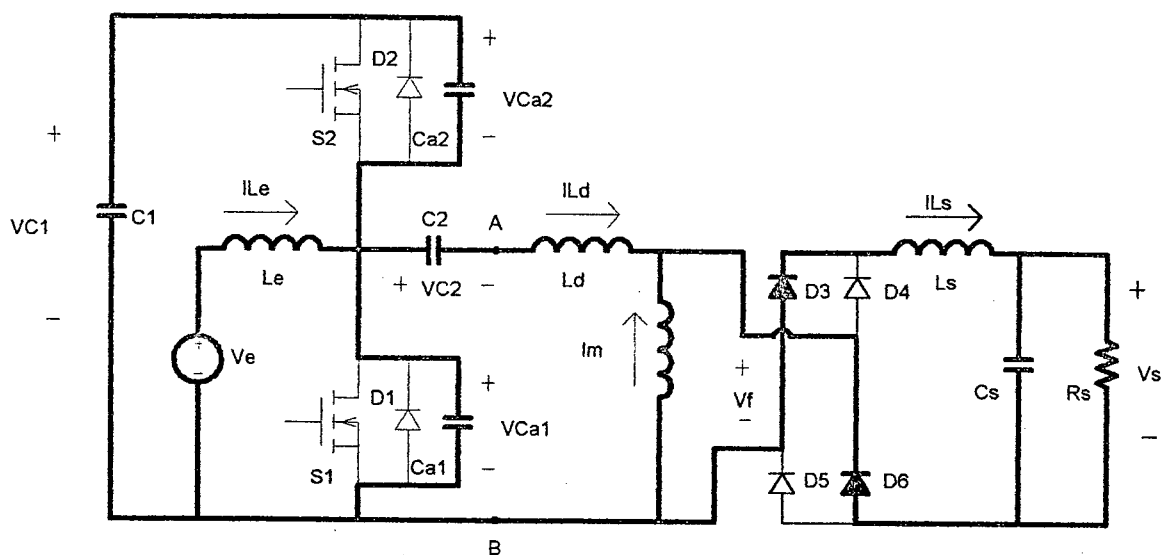 +
D2
VCa2
S2
Ca2
-
+
ILe
ILd
ILs
VC1
C1
C2
A
Le
+
VC2
-
Ld
D3
D4
Ls
-
+
-
Ve
Im
+
Vf
-
Cs
Rs
+
Vs
-
+
D1
VCa1
S1
Ca1
-
D5
D6
B